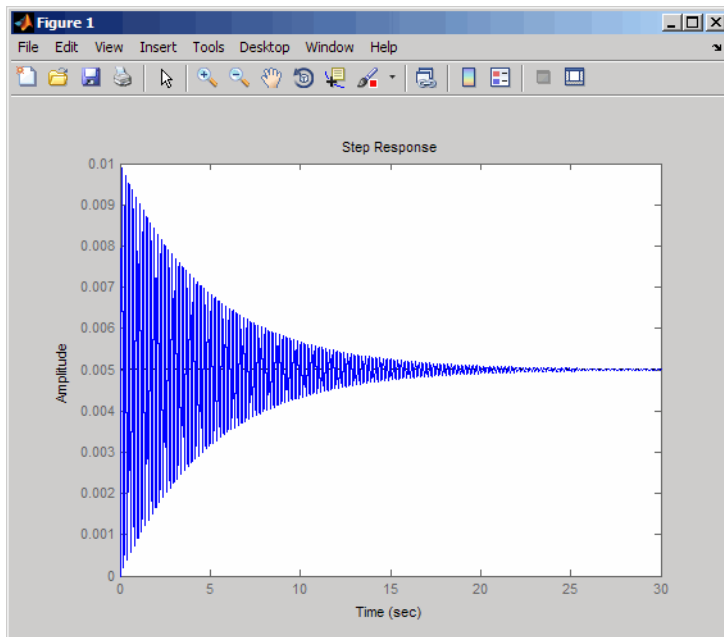 Figure 1
File Edit View Insert Tools Desktop Window Help
Step Response
0.01
0.009
0.008
0.007
0.006
0.005
0.004
0.003
0.002
0.001
0
Amplitude
0 5 10 15 20 25 30
Time (sec)